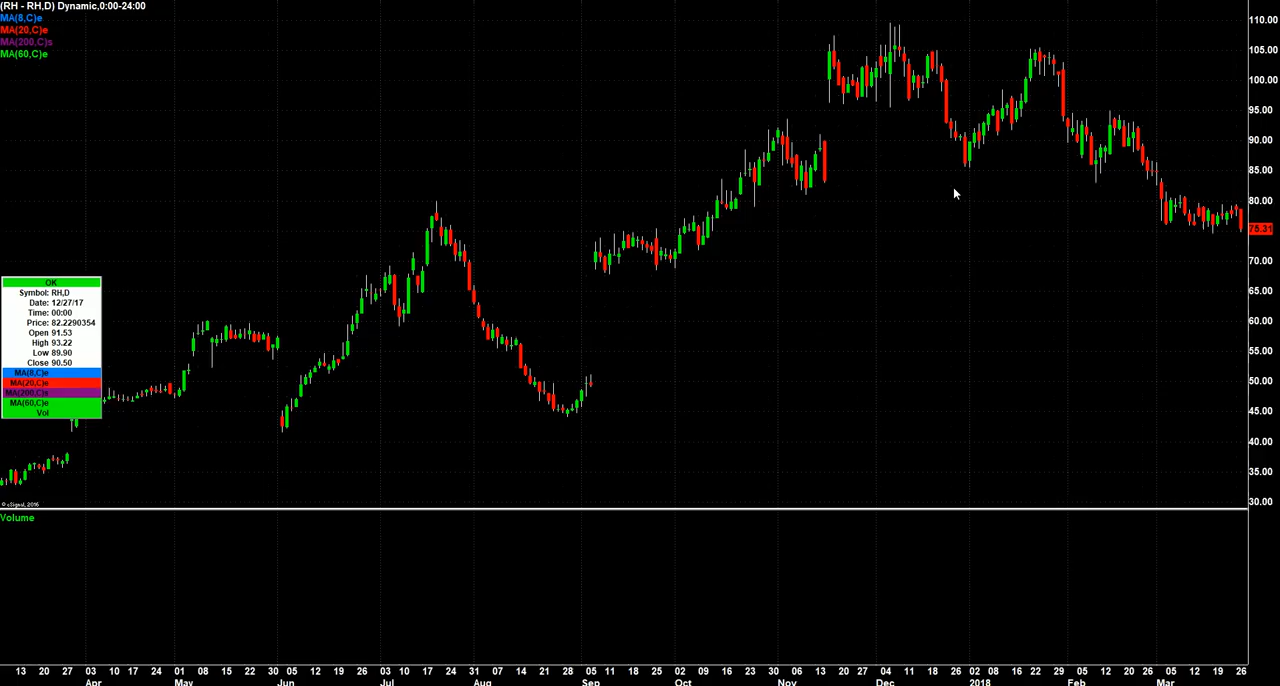 (RH - RH,D) Dynamic,0:00-24:00
MA(8,C)e
MA(20,C)e
MA(200,C)s
MA(60,C)e
110.00
105.00
100.00
95.00
90.00
85.00
80.00
75.31
70.00
65.00
60.00
55.00
50.00
45.00
40.00
35.00
30.00
OK
Symbol: RH,D
Date: 12/27/17
Time: 00:00
Price: 82.2290354
Open 91.53
High 93.22
Low 89.90
Close 90.50
MA(8,C)e
MA(20,C)e
MA(200,C)s
MA(60,C)e
Vol
© eSignal, 2016
Volume
13 20 27 03 10 17 24 01 08 15 22 30 05 12 19 26 03 10 17 24 31 07 14 21 28 05 11 18 25 02 09 16 23 30 06 13 20 27 04 11 18 26 02 08 16 22 29 05 12 20 26 05 12 19 26
Apr May Jun Jul Aug Sep Oct Nov Dec 2018 Feb Mar